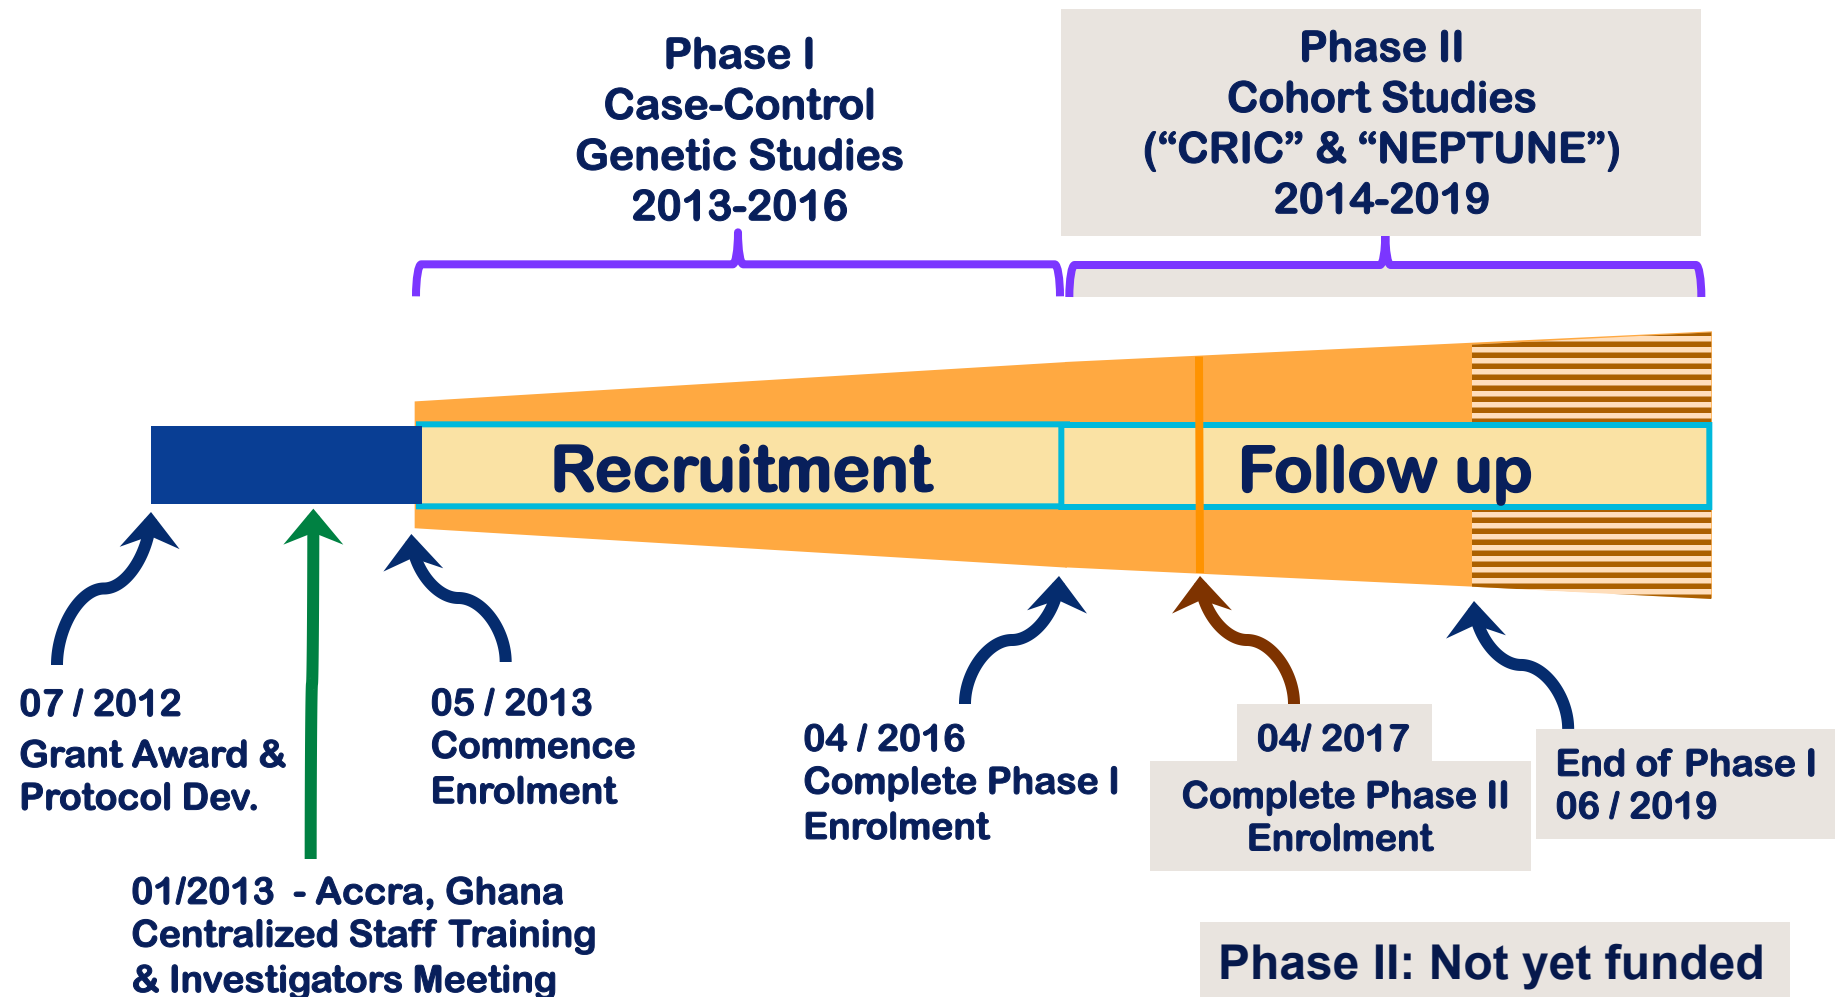 Phase I
Case-Control
Genetic Studies
2013-2016
Phase II
Cohort Studies
(“CRIC” & “NEPTUNE”)
2014-2019
Recruitment
Follow up
07 / 2012
Grant Award &
Protocol Dev.
01/2013 - Accra, Ghana
Centralized Staff Training
& Investigators Meeting
05 / 2013
Commence
Enrolment
04 / 2016
Complete Phase I
Enrolment
04/ 2017
Complete Phase II
Enrolment
End of Phase I
06 / 2019
Phase II: Not yet funded